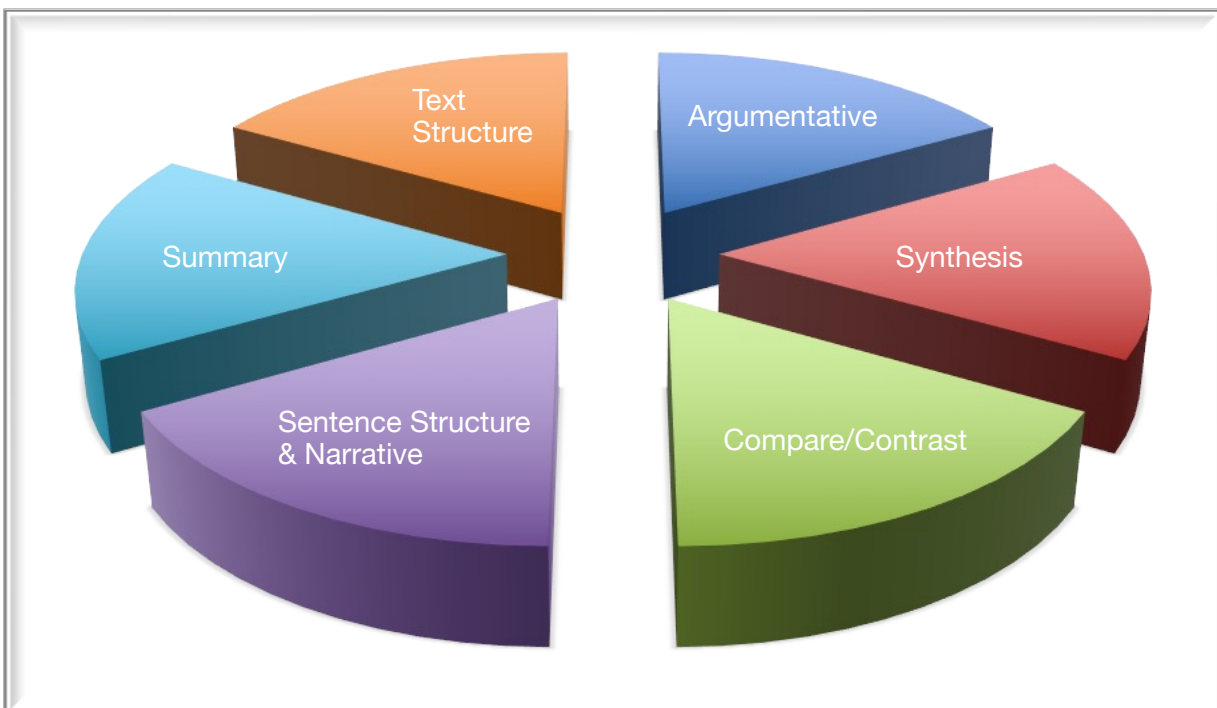 Text
Structure
Argumentative
Summary
Synthesis
Sentence Structure
& Narrative
Compare/Contrast